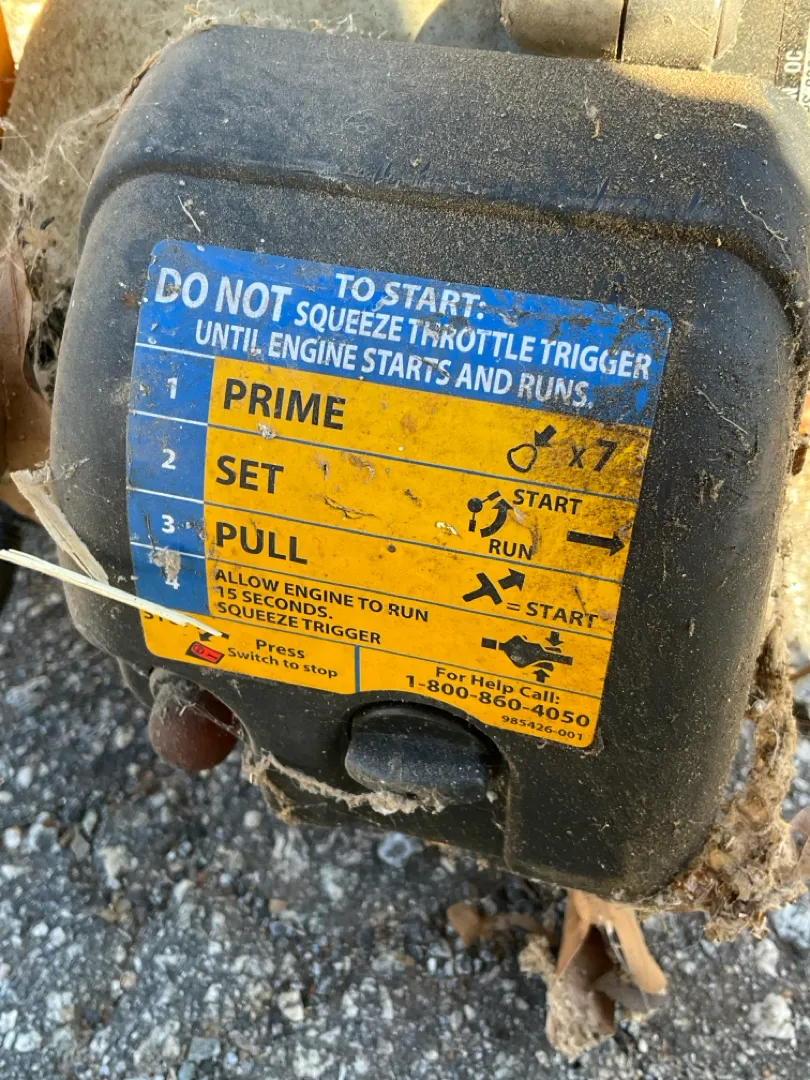 TO START:
DO NOT SQUEEZE THROTTLE TRIGGER
UNTIL ENGINE STARTS AND RUNS.
1 PRIME x7
2 SET START
RUN
3 PULL = START
4 ALLOW ENGINE TO RUN
15 SECONDS.
SQUEEZE TRIGGER
Press
Switch to stop
For Help Call:
1-800-860-4050
985426-001